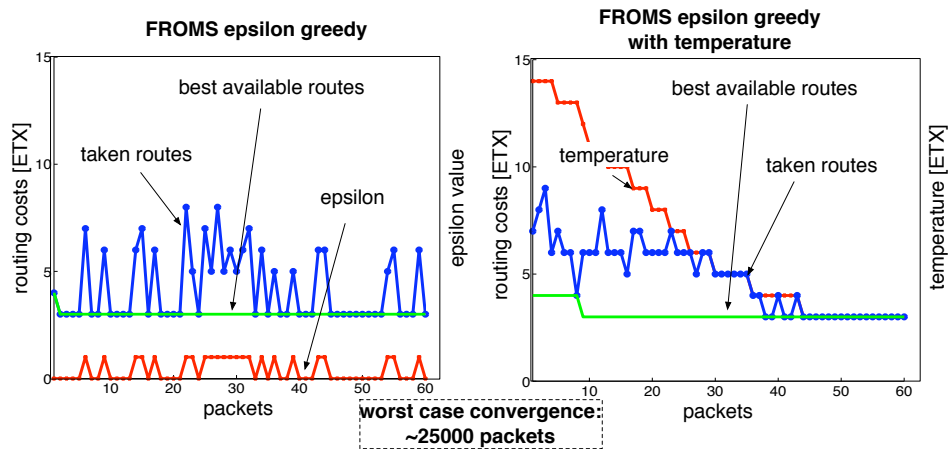 FROMS epsilon greedy
15
10
5
0
routing costs [ETX]
best available routes
taken routes
epsilon
epsilon value
10
20
30
40
50
60
packets
FROMS epsilon greedy
with temperature
15
10
5
0
routing costs [ETX]
best available routes
temperature
taken routes
temperature [ETX]
10
20
30
40
50
60
packets
worst case convergence:
~25000 packets